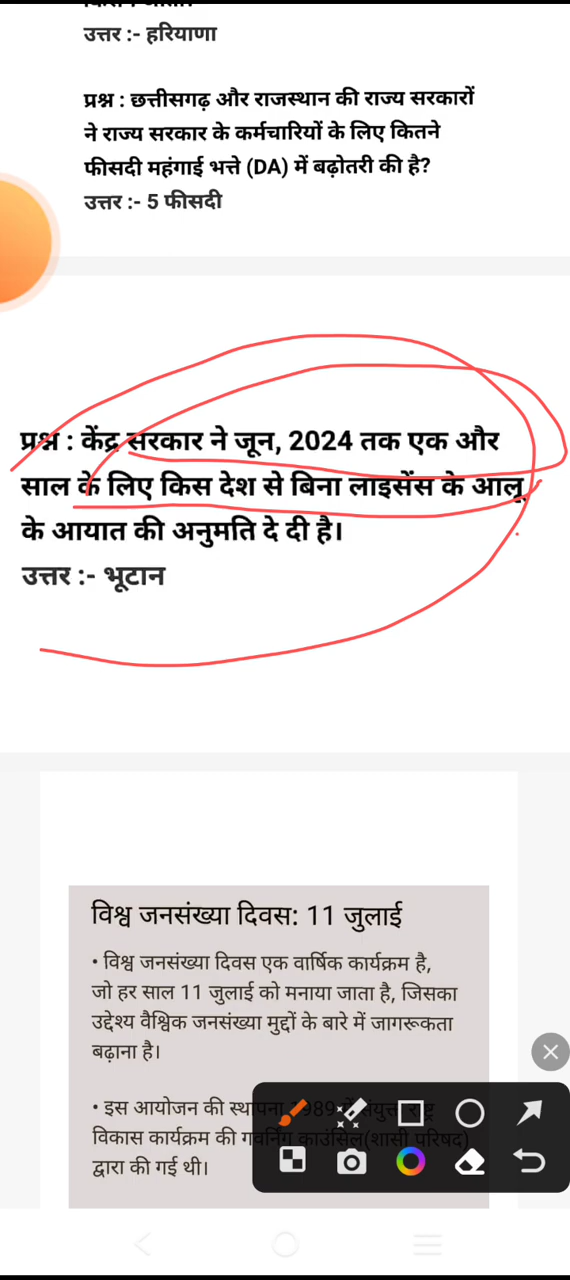 उत्तर :- हरियाणा
प्रश्न : छत्तीसगढ़ और राजस्थान की राज्य सरकारों
ने राज्य सरकार के कर्मचारियों के लिए कितने
फीसदी महंगाई भत्ते (DA) में बढ़ोतरी की है?
उत्तर :- 5 फीसदी
प्रश्न : केंद्र सरकार ने जून, 2024 तक एक और
साल के लिए किस देश से बिना लाइसेंस के आलू
के आयात की अनुमति दे दी है।
उत्तर :- भूटान
विश्व जनसंख्या दिवस: 11 जुलाई
• विश्व जनसंख्या दिवस एक वार्षिक कार्यक्रम है,
जो हर साल 11 जुलाई को मनाया जाता है, जिसका
उद्देश्य वैश्विक जनसंख्या मुद्दों के बारे में जागरूकता
बढ़ाना है।
• इस आयोजन की स्थापना 1989 में संयुक्त राष्ट्र
विकास कार्यक्रम की गवर्निंग काउंसिल(शासी परिषद)
द्वारा की गई थी।